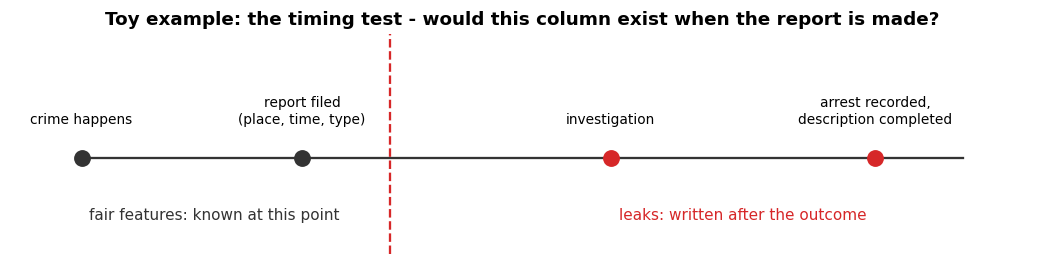 Toy example: the timing test - would this column exist when the report is made?
crime happens
report filed
(place, time, type)
investigation
arrest recorded,
description completed
fair features: known at this point
leaks: written after the outcome